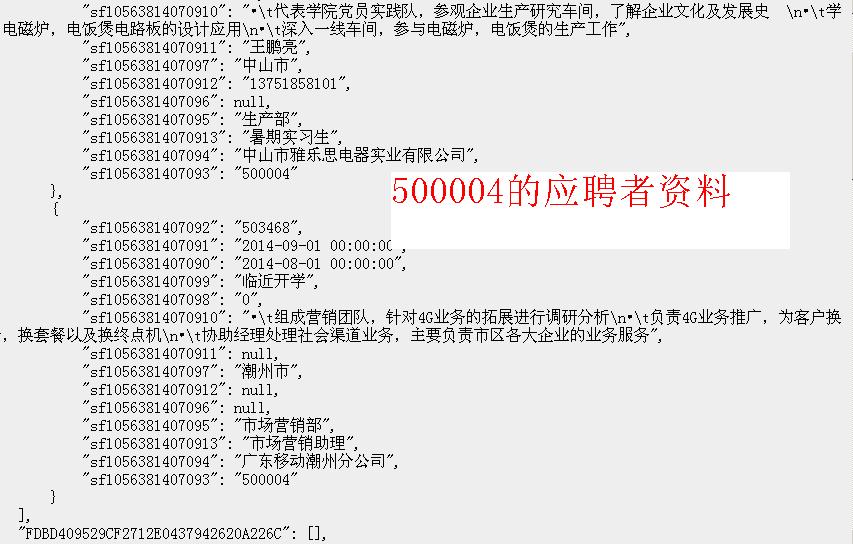 "sf1056381407​0910": "•\t代表学院党员实践队，参观企业生产研究车间，了解企业文化及发展史   \n•\t学
电磁炉，电饭煲电路板的设计应用\n•\t深入一线车间，参与电磁炉，电饭煲的生产工作",
"sf10563814070911": "王鹏亮",
"sf1056381407097": "中山市",
"sf10563814070912": "13751858101",
"sf1056381407096": null,
"sf1056381407095": "生产部",
"sf10563814070913": "暑期实习生",
"sf1056381407094": "中山市雅乐思电器实业有限公司",
"sf1056381407093": "500004"
500004的应聘者资料
},
{
"sf1056381407092": "503468",
"sf1056381407091": "2014-09-01 00:00:00",
"sf1056381407090": "2014-08-01 00:00:00",
"sf1056381407099": "临近开学",
"sf1056381407098": "0",
"sf10563814070910": "•\t组成营销团队，针对4G业务的拓展进行调研分析\n•\t负责4G业务推广，为客户换
，换套餐以及换终点机\n•\t协助经理处理社会渠道业务，主要负责市区各大企业的业务服务",
"sf10563814070911": null,
"sf1056381407097": "潮州市",
"sf10563814070912": null,
"sf1056381407096": null,
"sf1056381407095": "市场营销部",
"sf10563814070913": "市场营销助理",
"sf1056381407094": "广东移动潮州分公司",
"sf1056381407093": "500004"
}
],
"FDBD409529CF2712E0437942620A226C": [],